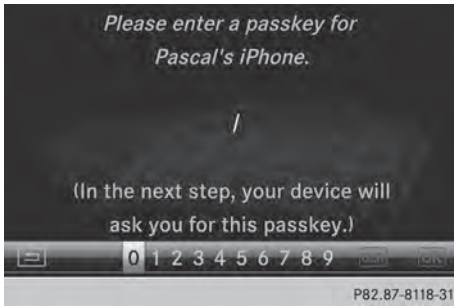 Please enter a passkey for
Pascal's iPhone.
(In the next step, your device will
ask you for this passkey.)
0 1 2 3 4 5 6 7 8 9
P82.87-8118-31